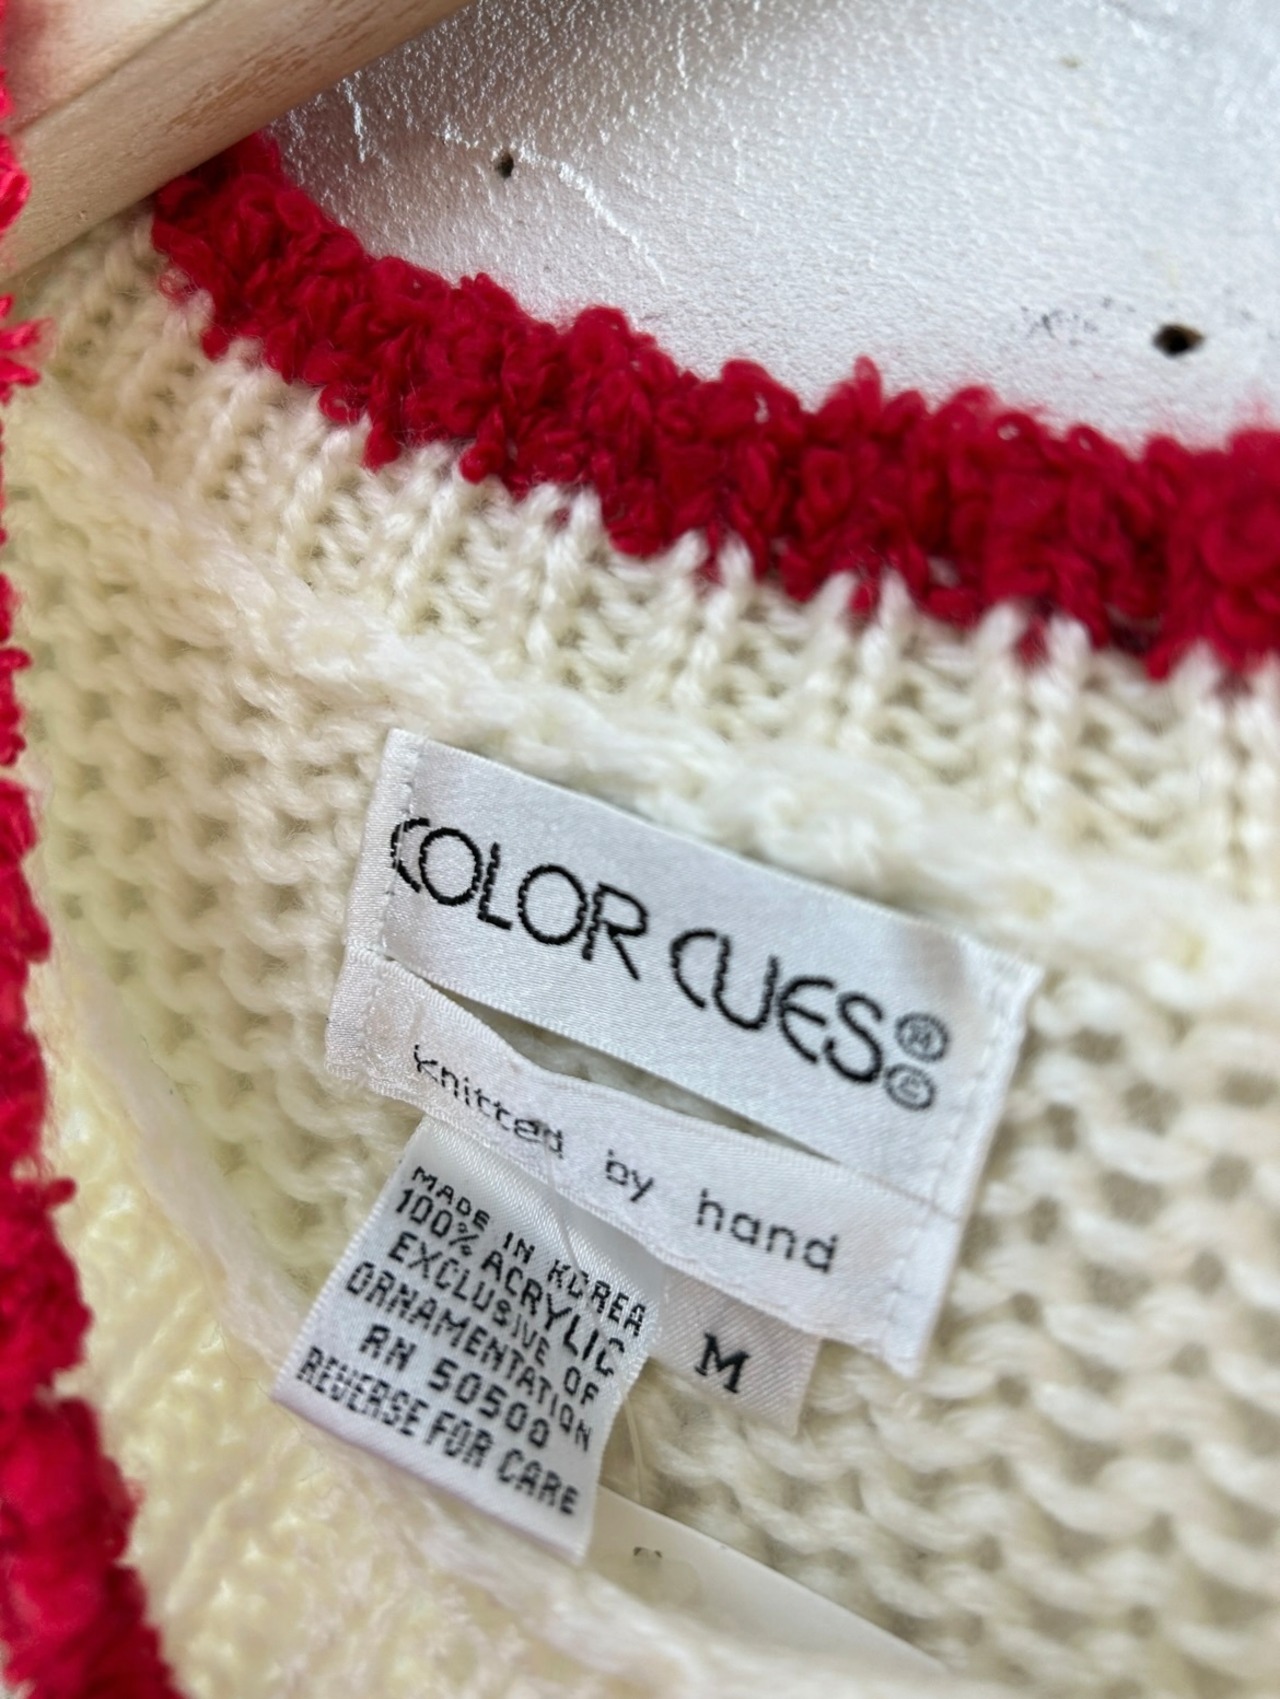 COLOR CUES®©
knitted by hand
MADE IN KOREA
100% ACRYLIC
EXCLUSIVE OF
ORNAMENTATION
RN 50500
REVERSE FOR CARE
M